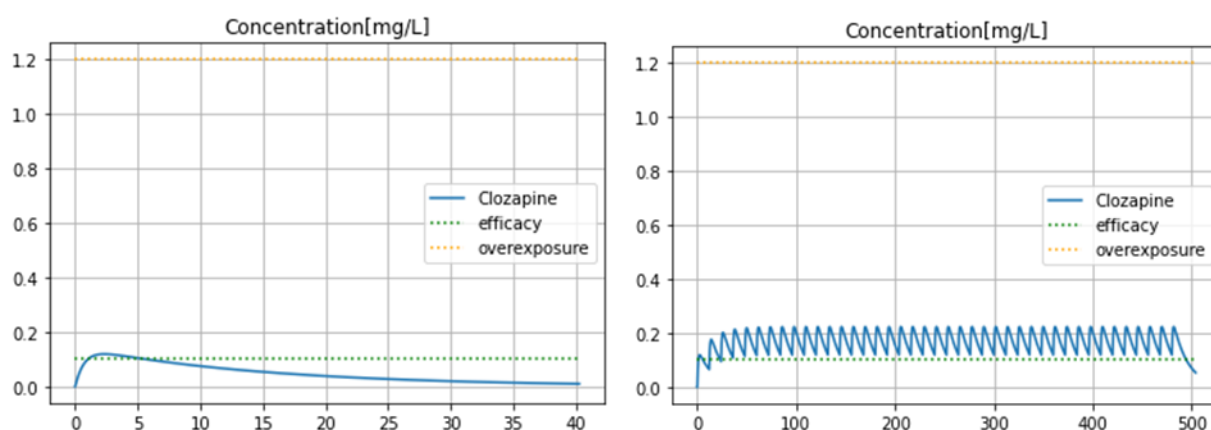 Concentration[mg/L]
1.2
1.0
0.8
0.6
0.4
0.2
0.0
Clozapine
efficacy
overexposure
0 5 10 15 20 25 30 35 40
Concentration[mg/L]
1.2
1.0
0.8
0.6
0.4
0.2
0.0
Clozapine
efficacy
overexposure
0 100 200 300 400 500